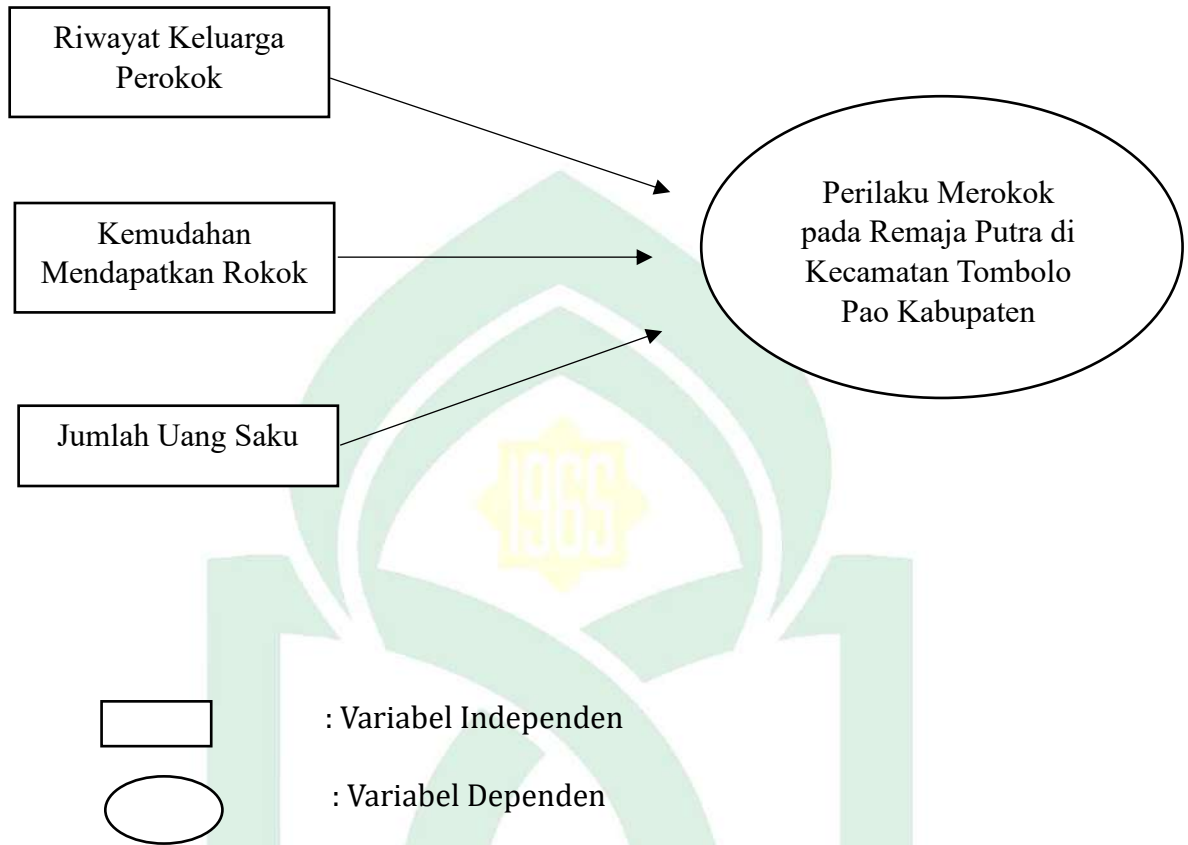 Riwayat Keluarga
Perokok
Kemudahan
Mendapatkan Rokok
Jumlah Uang Saku
Perilaku Merokok
pada Remaja Putra di
Kecamatan Tombolo
Pao Kabupaten
1965
: Variabel Independen
: Variabel Dependen